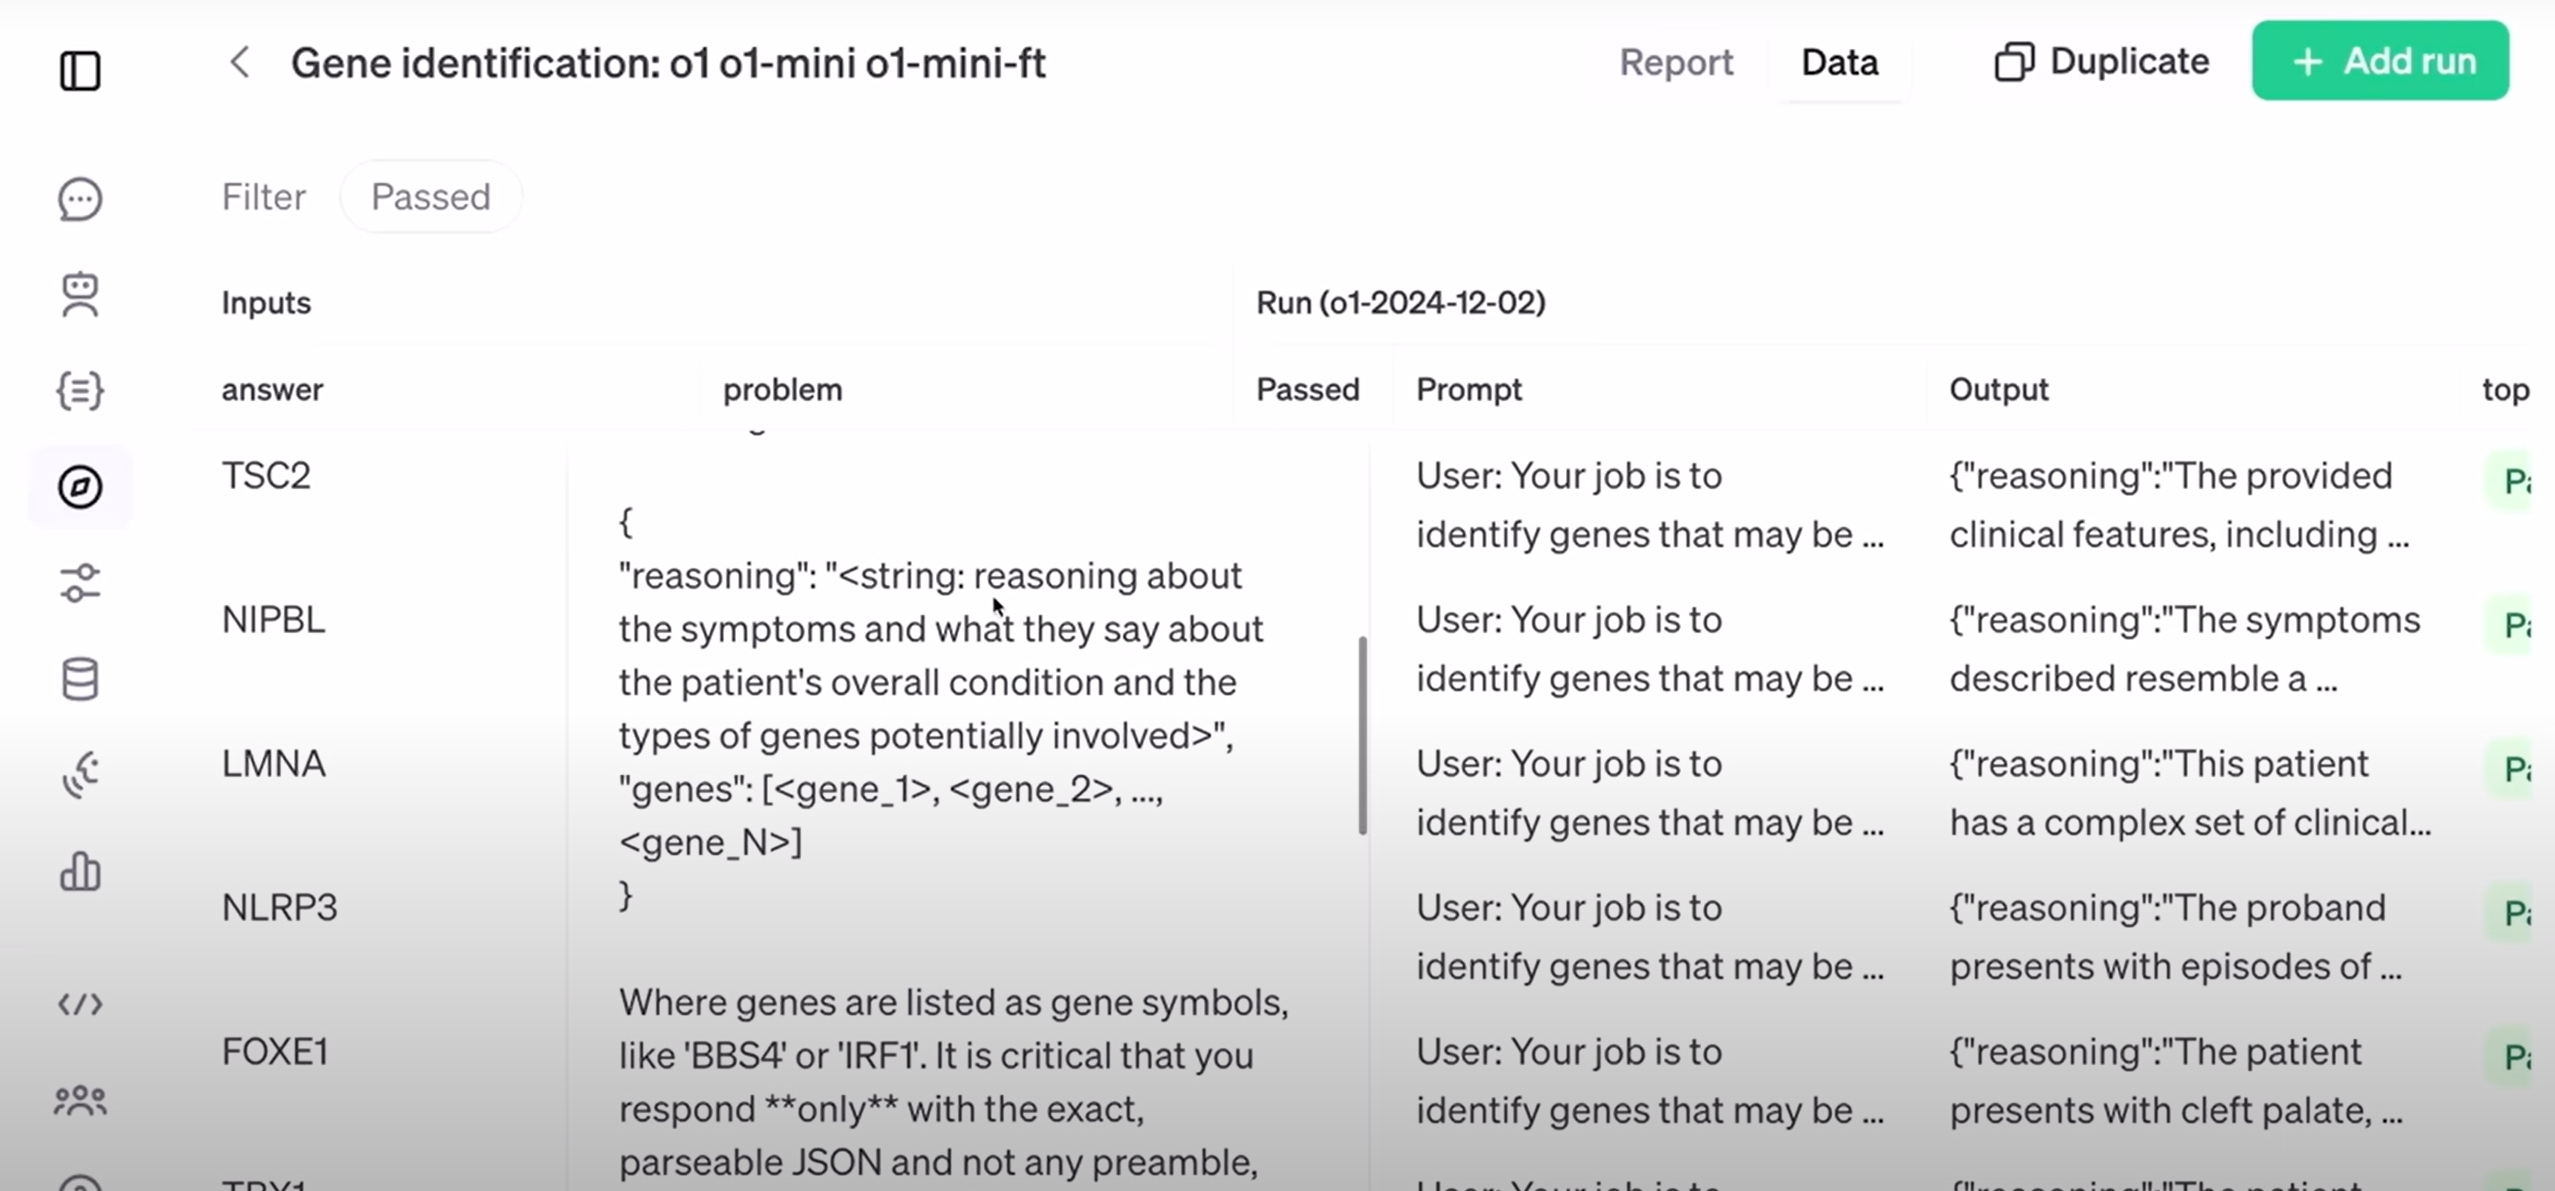 Gene identification: o1 o1-mini o1-mini-ft
Report
Data
Duplicate
+ Add run
Filter
Passed
Inputs
Run (o1-2024-12-02)
answer
problem
Passed
Prompt
Output
top
TSC2
NIPBL
LMNA
NLRP3
FOXE1
{
"reasoning": "<string: reasoning about
the symptoms and what they say about
the patient's overall condition and the
types of genes potentially involved>",
"genes": [<gene_1>, <gene_2>, ...,
<gene_N>]
}
Where genes are listed as gene symbols,
like 'BBS4' or 'IRF1'. It is critical that you
respond **only** with the exact,
parseable JSON and not any preamble,
User: Your job is to
identify genes that may be ...
{"reasoning":"The provided
clinical features, including ...
User: Your job is to
identify genes that may be ...
{"reasoning":"The symptoms
described resemble a ...
User: Your job is to
identify genes that may be ...
{"reasoning":"This patient
has a complex set of clinical...
User: Your job is to
identify genes that may be ...
{"reasoning":"The proband
presents with episodes of ...
User: Your job is to
identify genes that may be ...
{"reasoning":"The patient
presents with cleft palate, ...